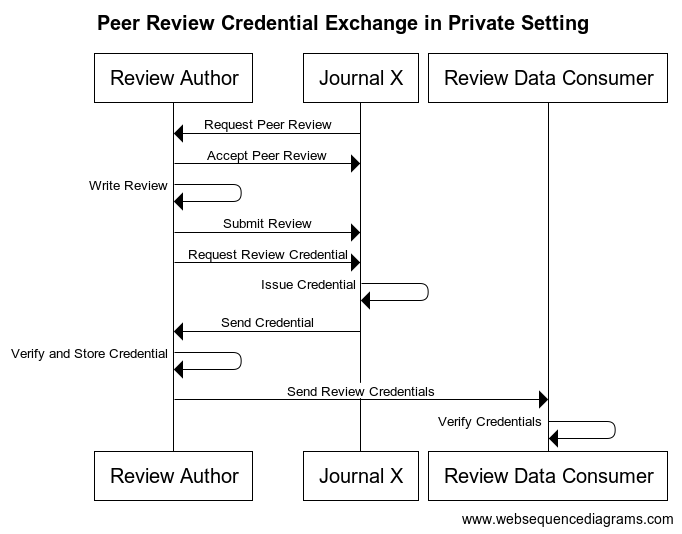 Peer Review Credential Exchange in Private Setting
Review Author
Journal X
Review Data Consumer
Request Peer Review
Accept Peer Review
Write Review
Submit Review
Request Review Credential
Issue Credential
Send Credential
Verify and Store Credential
Send Review Credentials
Verify Credentials
Review Author
Journal X
Review Data Consumer
www.websequencediagrams.com